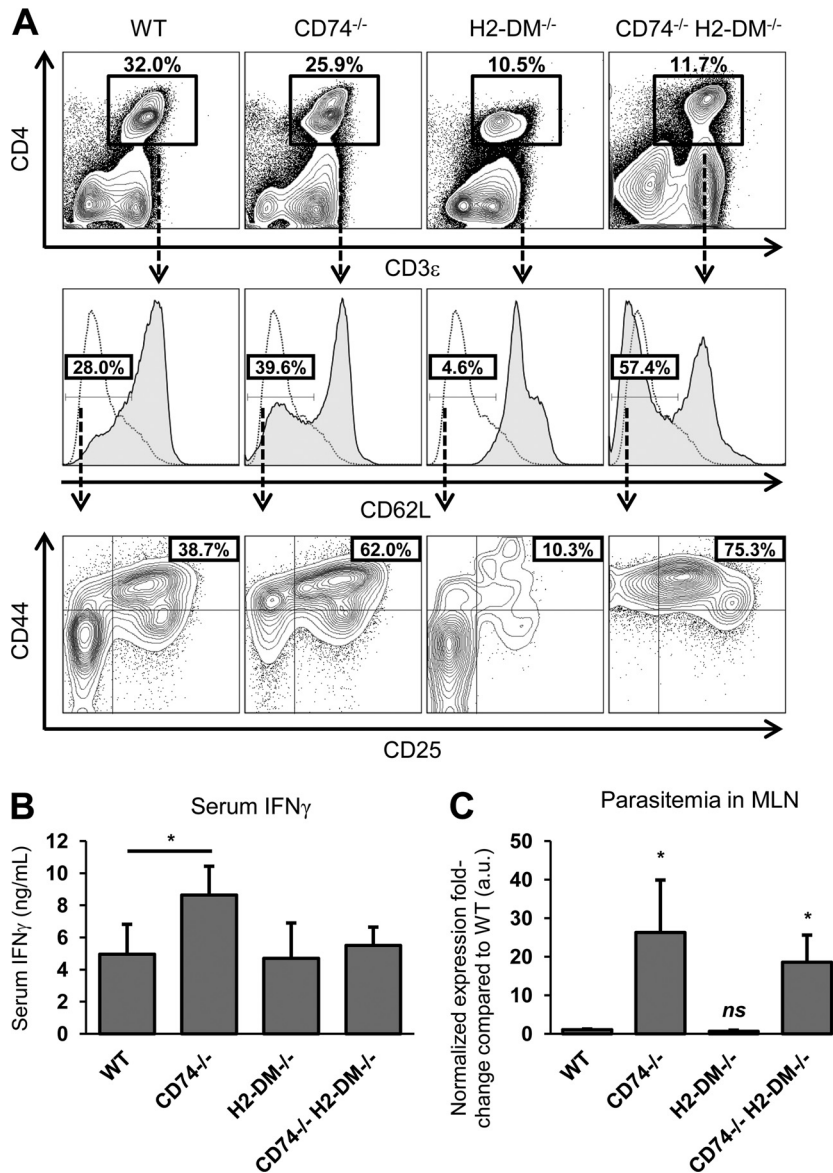 A
WT
CD74-/-
H2-DM-/-
CD74-/- H2-DM-/-
32.0%
25.9%
10.5%
11.7%
CD4
CD3ε
28.0%
39.6%
4.6%
57.4%
CD62L
38.7%
62.0%
10.3%
75.3%
CD44
CD25
B
Serum IFNγ
Serum IFNγ (ng/mL)
12
10
8
6
4
2
0
*
WT
CD74-/-
H2-DM-/-
CD74-/- H2-DM-/-
C
Parasitemia in MLN
Normalized expression fold-
change compared to WT (a.u.)
50
40
30
20
10
0
*
ns
*
WT
CD74-/-
H2-DM-/-
CD74-/- H2-DM-/-